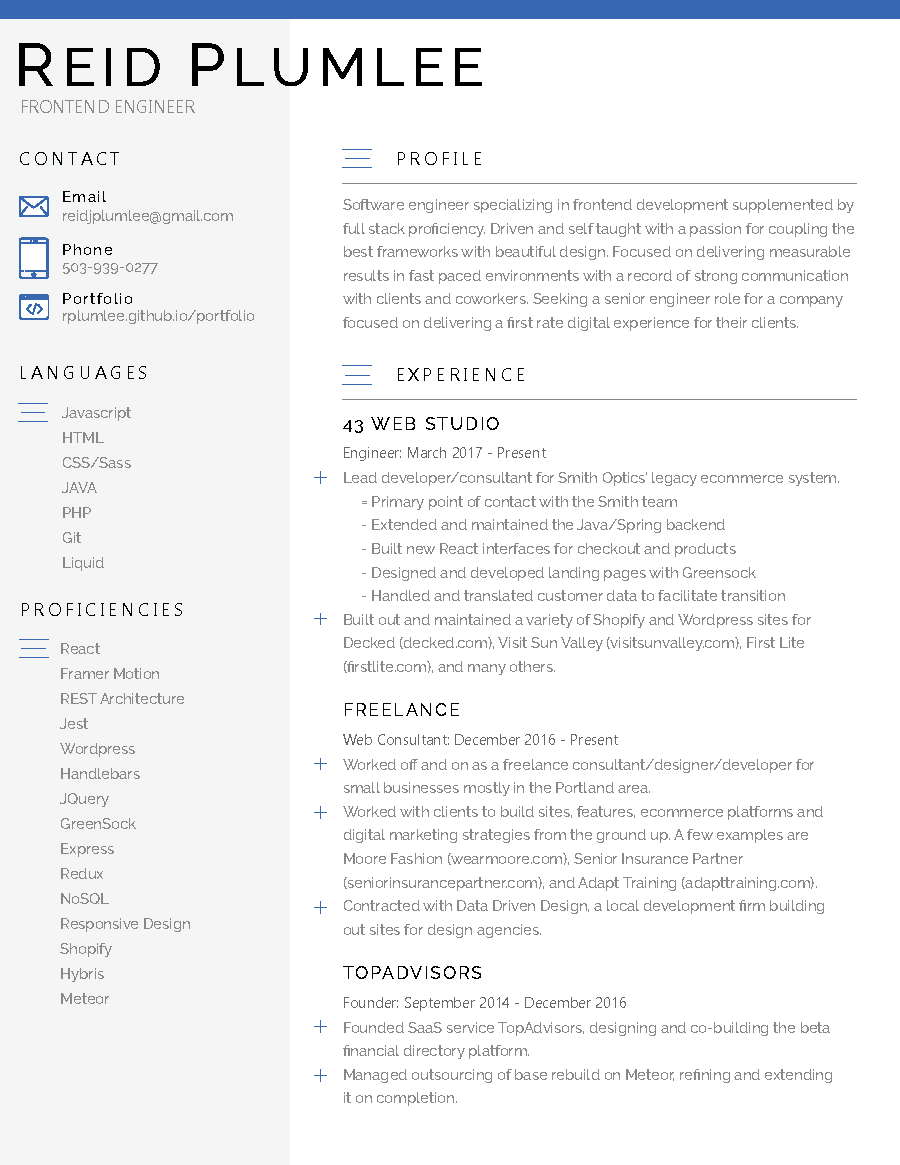 REID PLUMLEE
FRONTEND ENGINEER
CONTACT
Email
reidjplumlee@gmail.com
Phone
503-939-0277
Portfolio
rplumlee.github.io/portfolio
LANGUAGES
Javascript
HTML
CSS/Sass
JAVA
PHP
Git
Liquid
PROFICIENCIES
React
Framer Motion
REST Architecture
Jest
Wordpress
Handlebars
JQuery
GreenSock
Express
Redux
NoSQL
Responsive Design
Shopify
Hybris
Meteor
PROFILE
Software engineer specializing in frontend development supplemented by
full stack proficiency. Driven and self taught with a passion for coupling the
best frameworks with beautiful design. Focused on delivering measurable
results in fast paced environments with a record of strong communication
with clients and coworkers. Seeking a senior engineer role for a company
focused on delivering a first rate digital experience for their clients.
EXPERIENCE
43 WEB STUDIO
Engineer: March 2017 - Present
+ Lead developer/consultant for Smith Optics' legacy ecommerce system.
= Primary point of contact with the Smith team
- Extended and maintained the Java/Spring backend
- Built new React interfaces for checkout and products
- Designed and developed landing pages with Greensock
- Handled and translated customer data to facilitate transition
+ Built out and maintained a variety of Shopify and Wordpress sites for
Decked (decked.com), Visit Sun Valley (visitsunvalley.com), First Lite
(firstlite.com), and many others.
FREELANCE
Web Consultant: December 2016 - Present
+ Worked off and on as a freelance consultant/designer/developer for
small businesses mostly in the Portland area.
+ Worked with clients to build sites, features, ecommerce platforms and
digital marketing strategies from the ground up. A few examples are
Moore Fashion (wearmoore.com), Senior Insurance Partner
(seniorinsurancepartner.com), and Adapt Training (adapttraining.com).
+ Contracted with Data Driven Design, a local development firm building
out sites for design agencies.
TOPADVISORS
Founder: September 2014 - December 2016
+ Founded SaaS service TopAdvisors, designing and co-building the beta
financial directory platform.
+ Managed outsourcing of base rebuild on Meteor, refining and extending
it on completion.